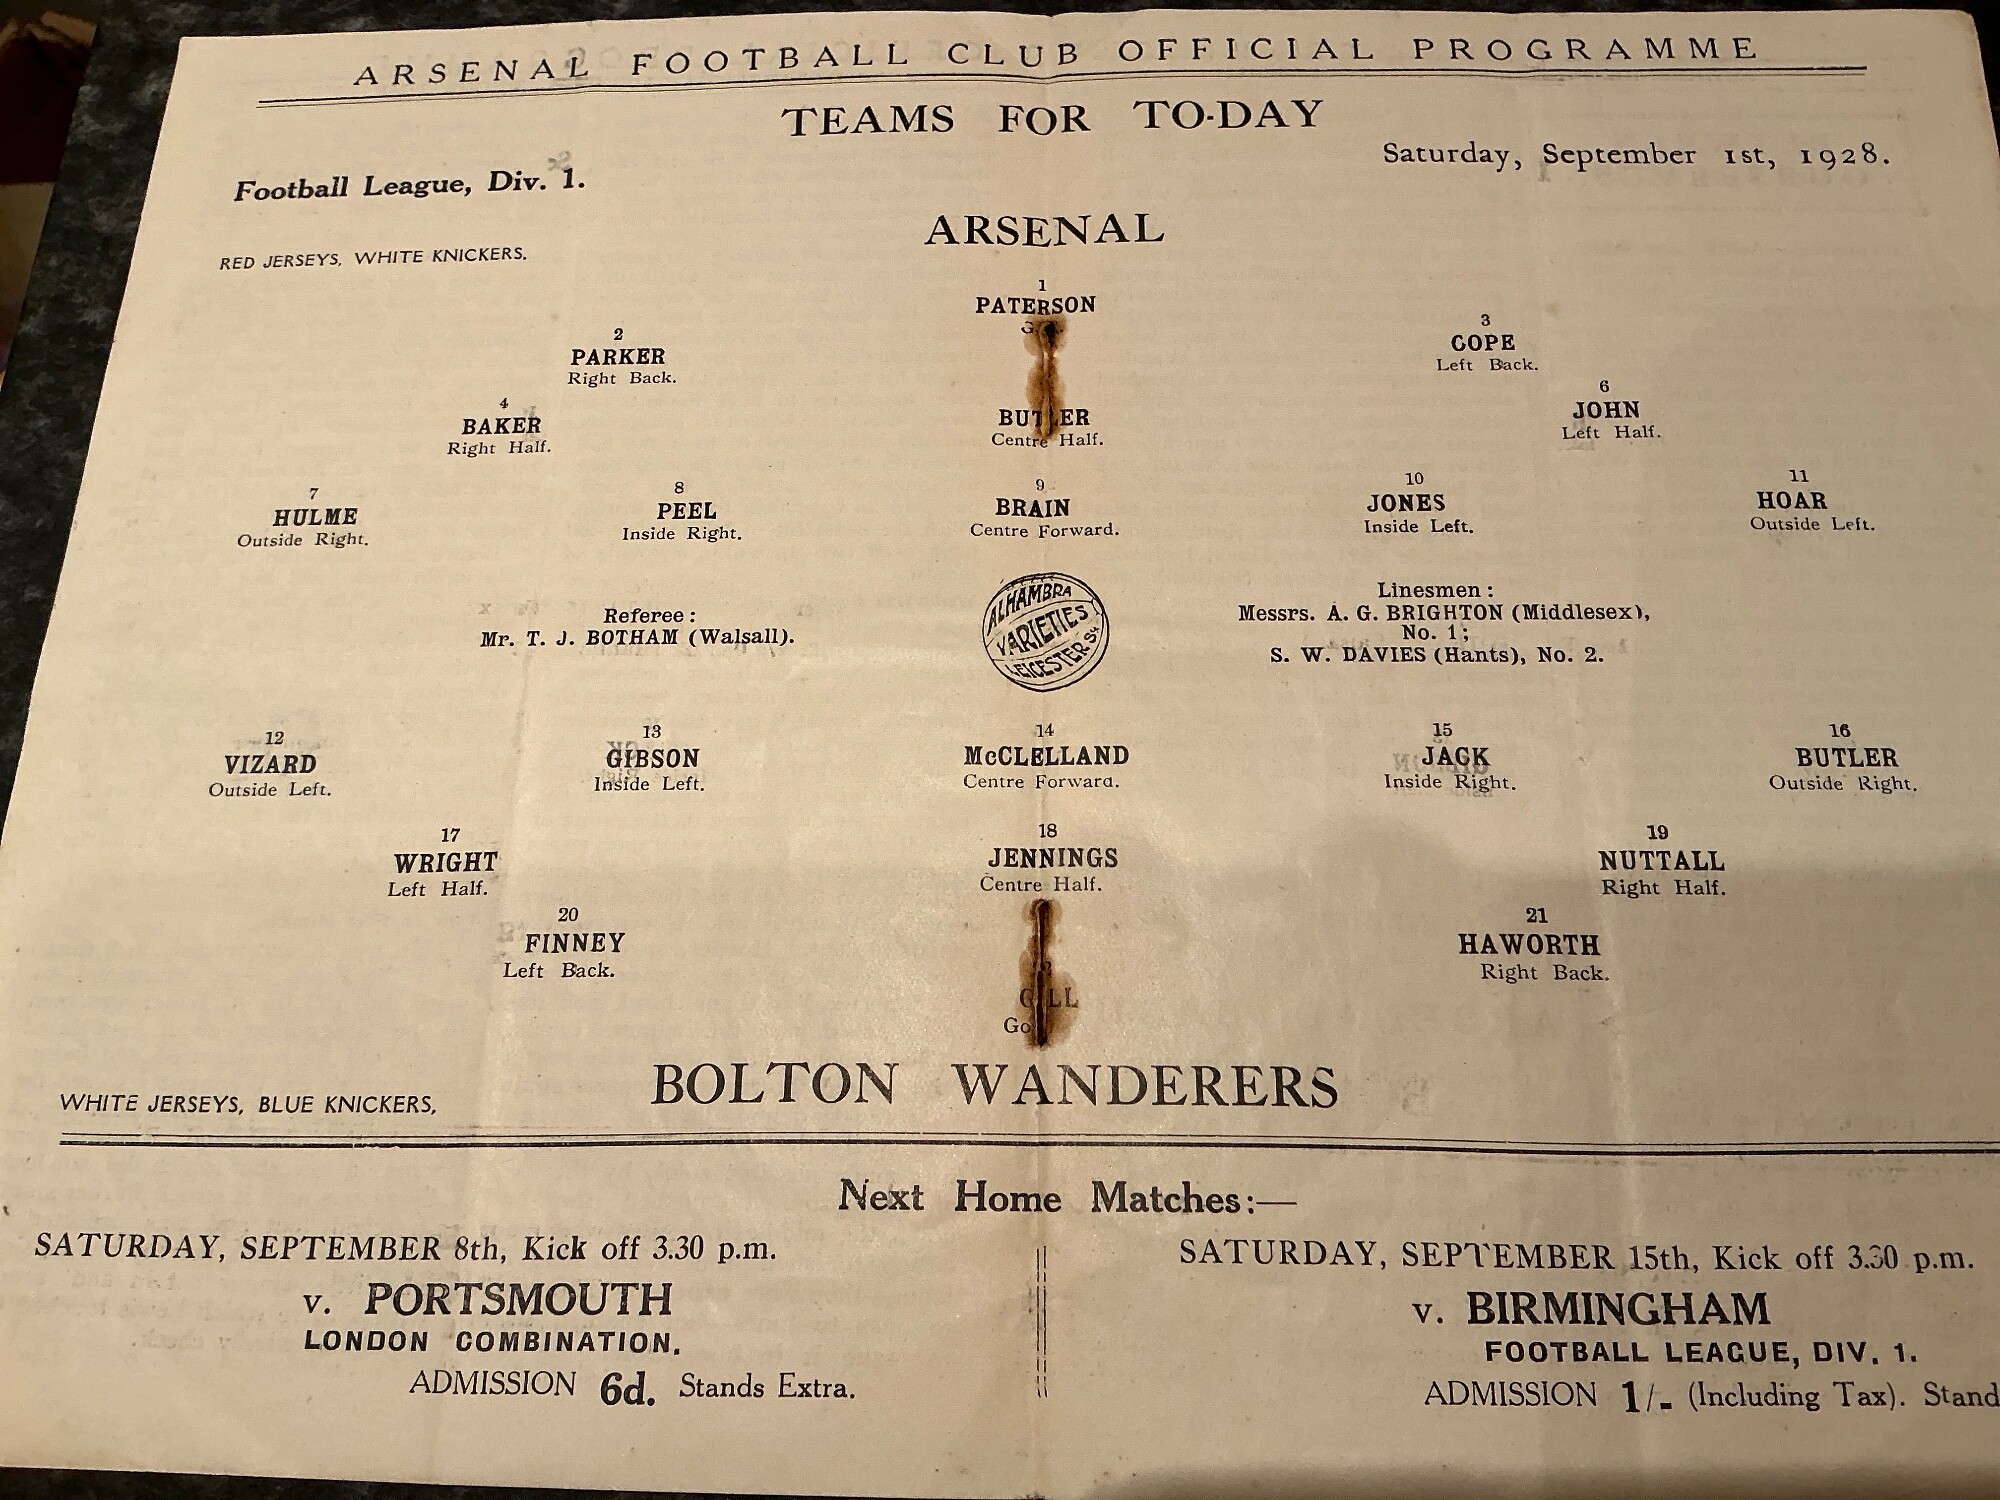 ARSENAL FOOTBALL CLUB OFFICIAL PROGRAMME
TEAMS FOR TO-DAY
Football League, Div. 1.
Saturday, September 1st, 1928.
ARSENAL
RED JERSEYS, WHITE KNICKERS.
1
PATERSON
2
PARKER
Right Back.
3
COPE
Left Back.
4
BAKER
Right Half.
BUTLER
Centre Half.
6
JOHN
Left Half.
7
HULME
Outside Right.
8
PEEL
Inside Right.
9
BRAIN
Centre Forward.
10
JONES
Inside Left.
11
HOAR
Outside Left.
Referee :
Mr. T. J. BOTHAM (Walsall).
ALHAMBRA
VARIETIES
LEICESTER Sq
Linesmen :
Messrs. A. G. BRIGHTON (Middlesex),
No. 1 ;
S. W. DAVIES (Hants), No. 2.
12
VIZARD
Outside Left.
13
GIBSON
Inside Left.
14
McCLELLAND
Centre Forward.
15
JACK
Inside Right.
16
BUTLER
Outside Right.
17
WRIGHT
Left Half.
18
JENNINGS
Centre Half.
19
NUTTALL
Right Half.
20
FINNEY
Left Back.
21
HAWORTH
Right Back.
GILL
WHITE JERSEYS, BLUE KNICKERS,
BOLTON WANDERERS
Next Home Matches:—
SATURDAY, SEPTEMBER 8th, Kick off 3.30 p.m.
v. PORTSMOUTH
LONDON COMBINATION.
ADMISSION 6d. Stands Extra.
SATURDAY, SEPTEMBER 15th, Kick off 3.30 p.m.
v. BIRMINGHAM
FOOTBALL LEAGUE, DIV. 1.
ADMISSION 1/- (Including Tax). Stand